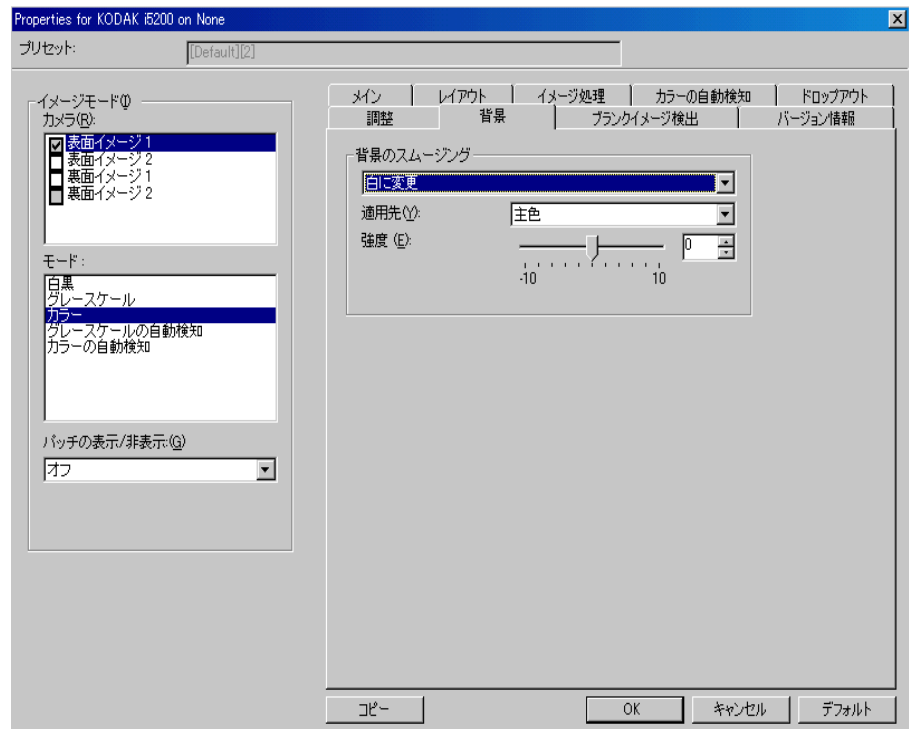 Properties for KODAK i5200 on None
プリセット:
[Default][2]
イメージモード(I)
カメラ(R):
表面イメージ 1
表面イメージ 2
裏面イメージ 1
裏面イメージ 2
モード:
白黒
グレースケール
カラー
グレースケールの自動検知
カラーの自動検知
パッチの表示/非表示:(G)
オフ
メイン
レイアウト
イメージ処理
カラーの自動検知
ドロップアウト
調整
背景
ブランクイメージ検出
バージョン情報
背景のスムージング
白に変更
適用先(Y):
主色
強度 (E):
0
-10
10
コピー
OK
キャンセル
デフォルト